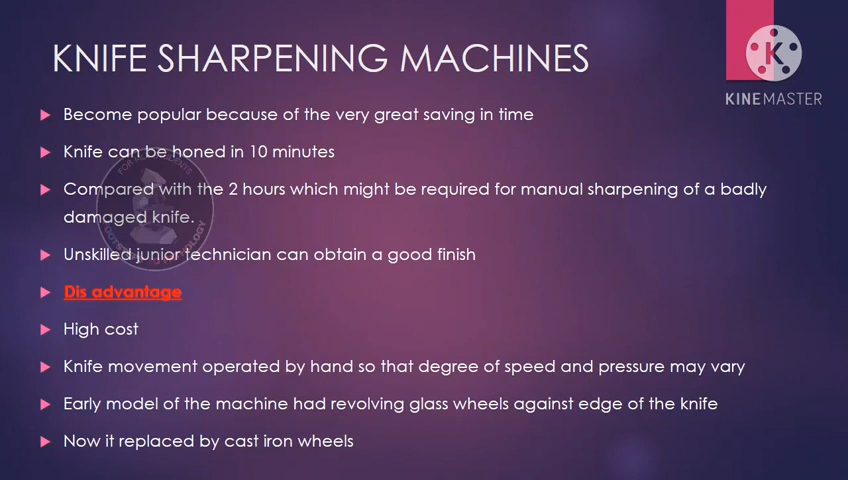 KNIFE SHARPENING MACHINES
K
KINEMASTER
Become popular because of the very great saving in time
Knife can be honed in 10 minutes
Compared with the 2 hours which might be required for manual sharpening of a badly
damaged knife.
Unskilled junior technician can obtain a good finish
Dis advantage
High cost
Knife movement operated by hand so that degree of speed and pressure may vary
Early model of the machine had revolving glass wheels against edge of the knife
Now it replaced by cast iron wheels